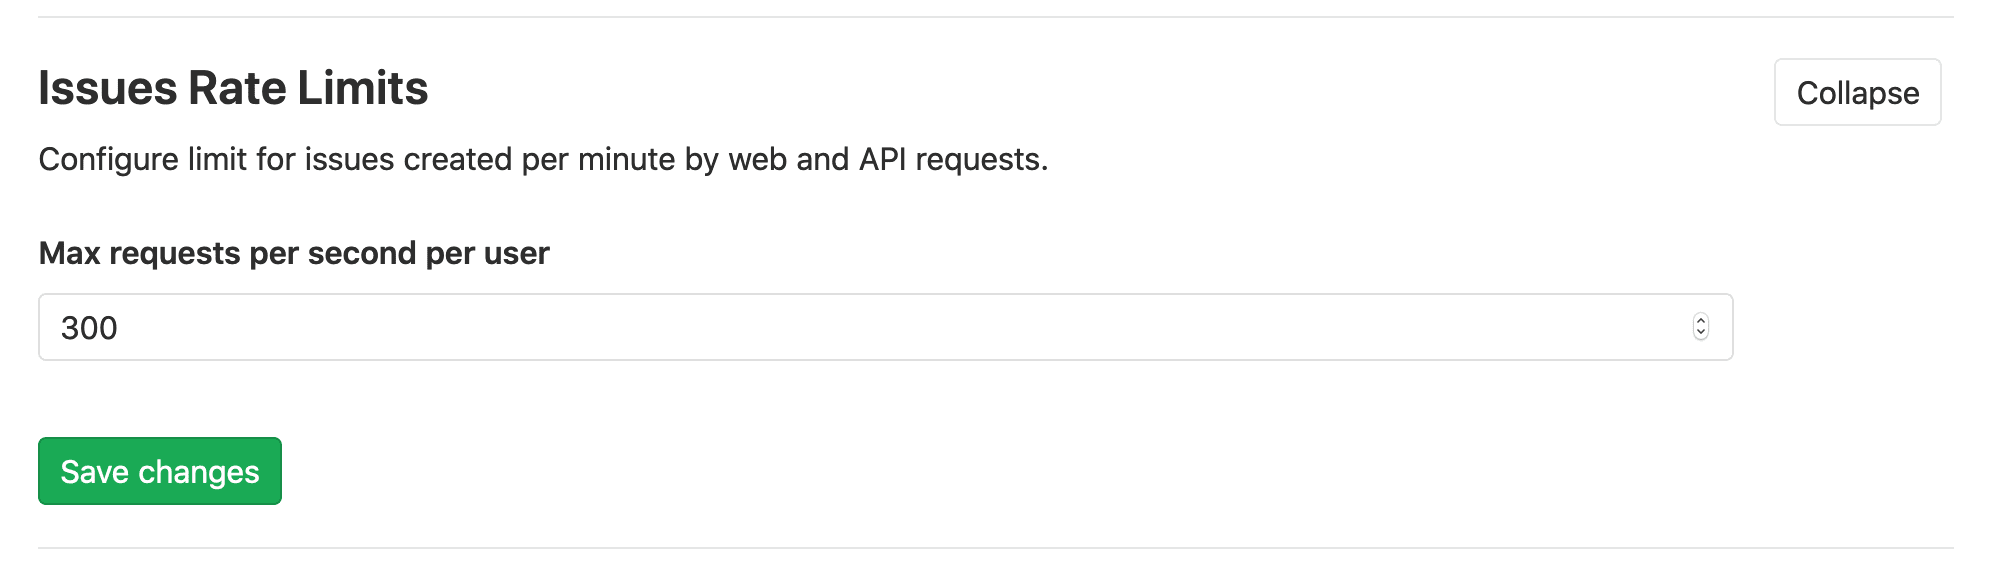 Issues Rate Limits
Collapse
Configure limit for issues created per minute by web and API requests.
Max requests per second per user
300
Save changes